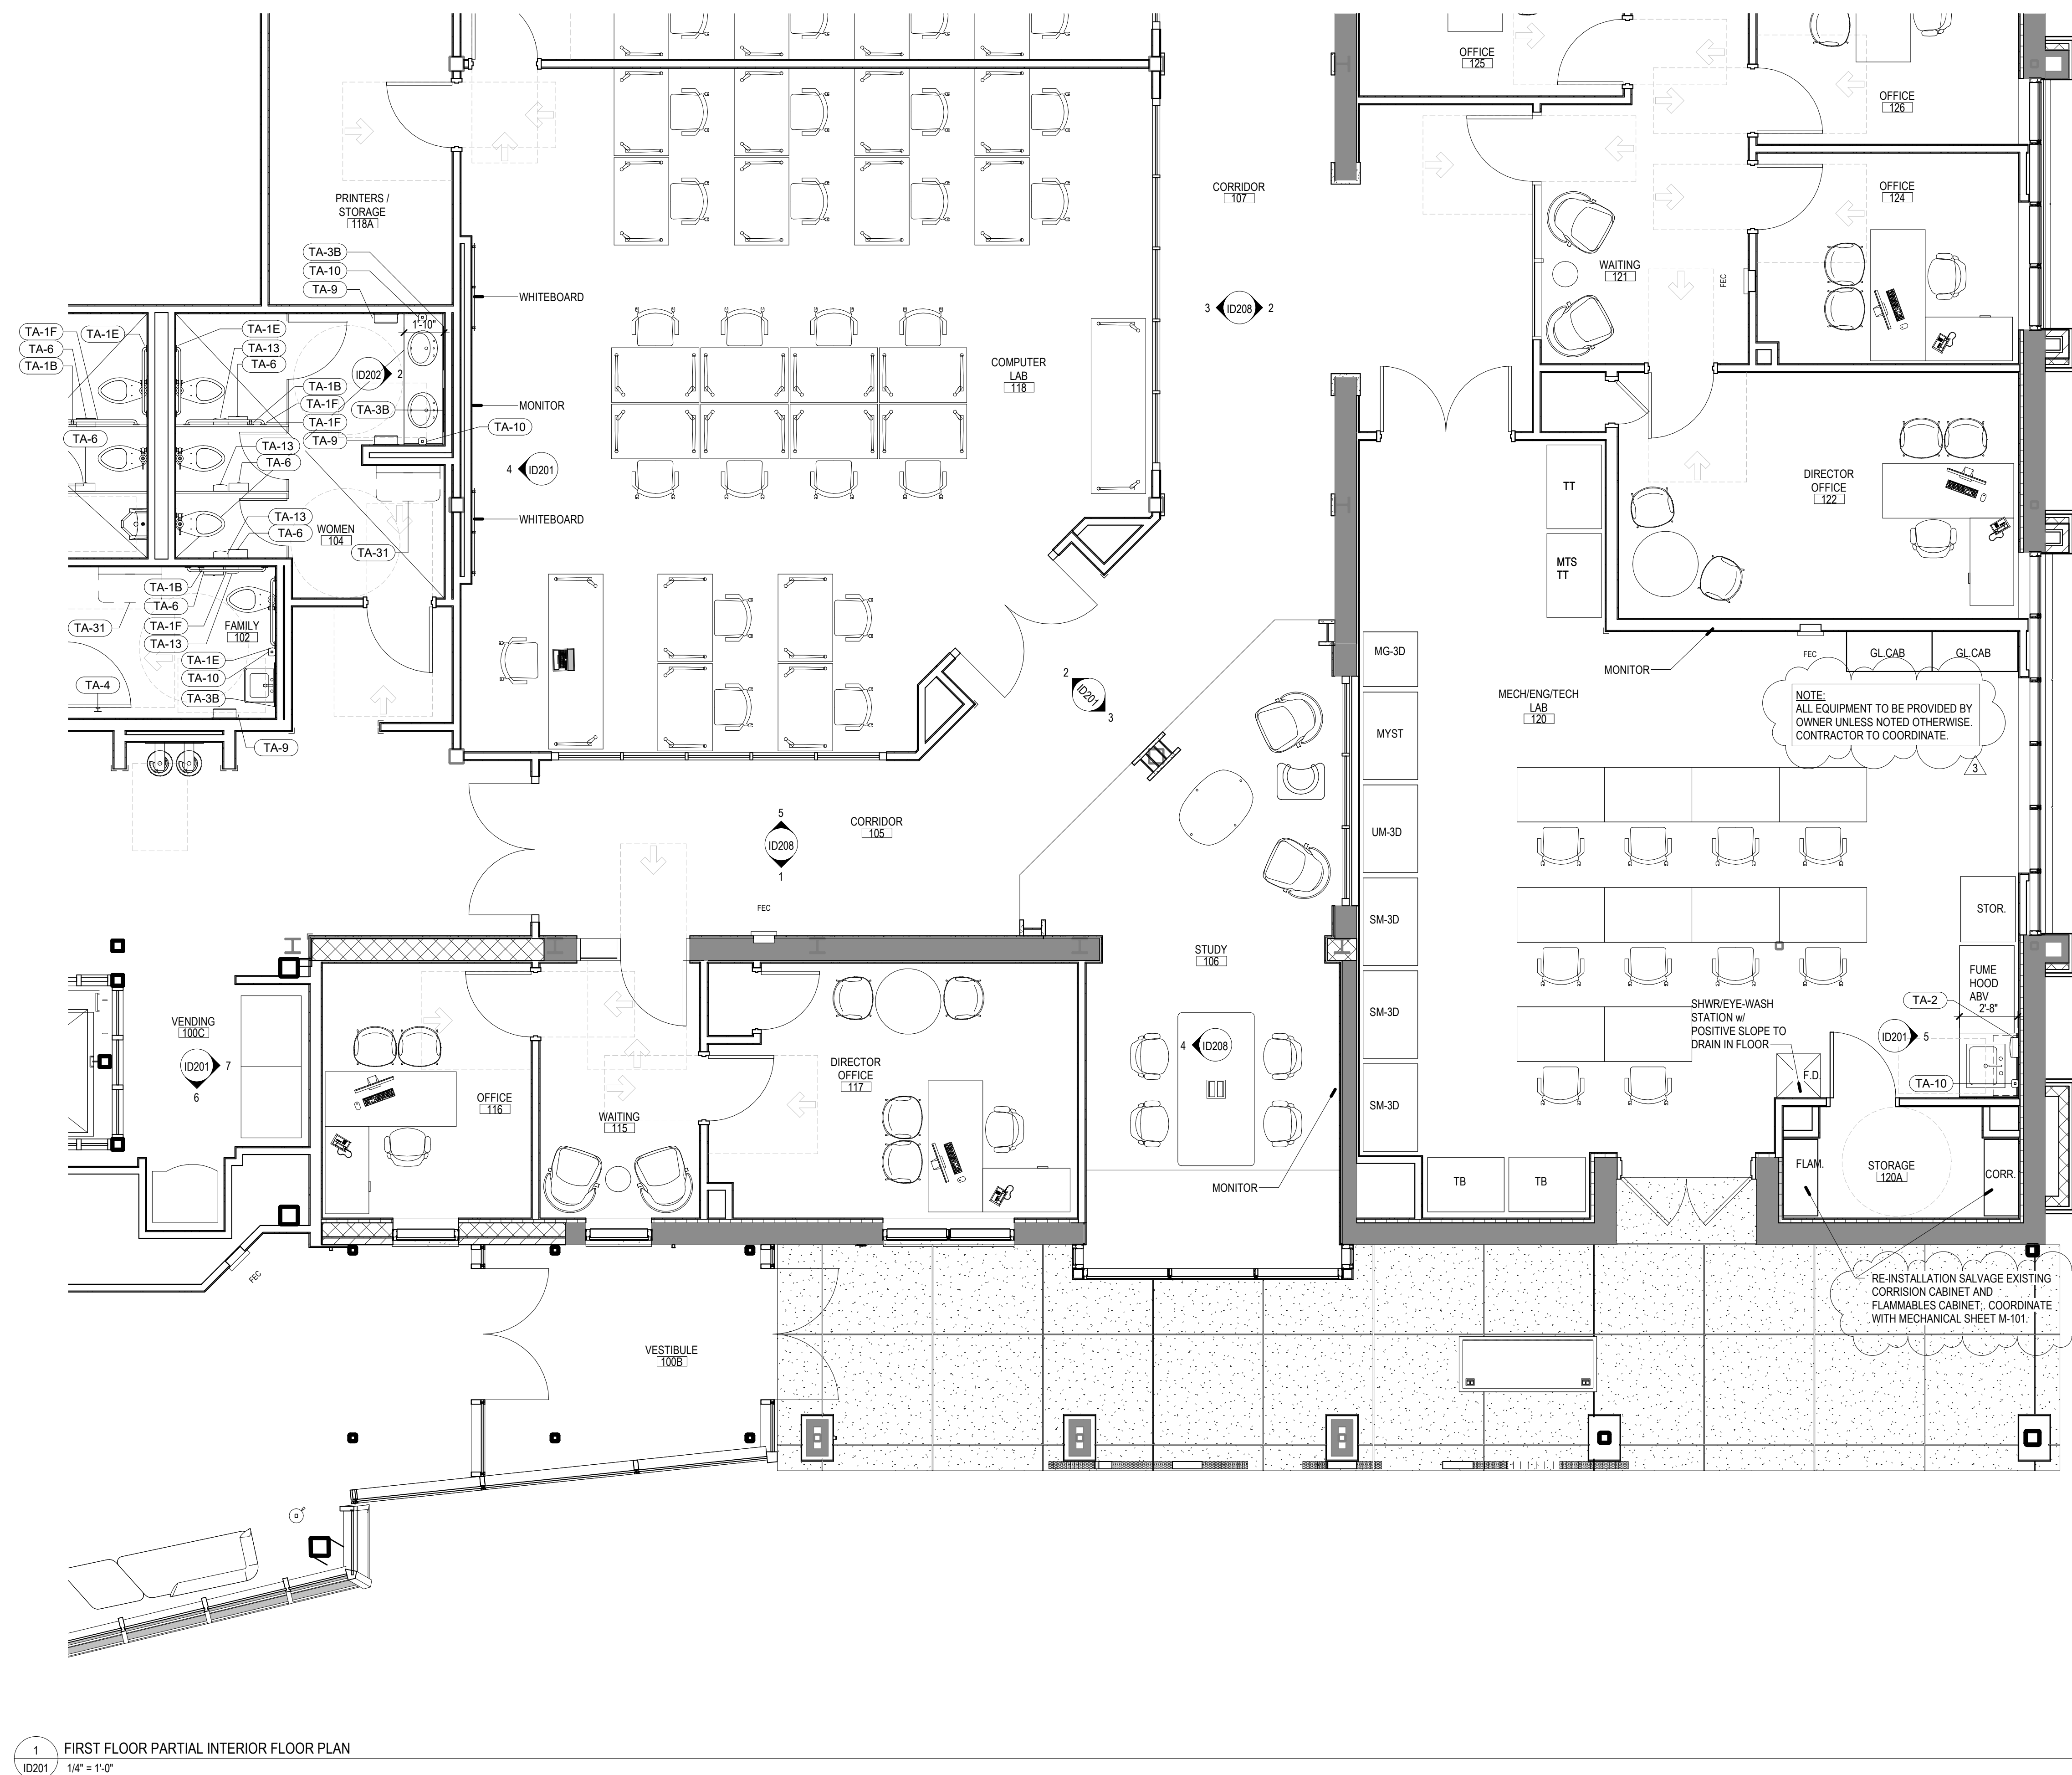 OFFICE
125
OFFICE
126
CORRIDOR
107
OFFICE
124
PRINTERS /
STORAGE
118A
TA-3B
TA-10
TA-9
WHITEBOARD
1'-10"
WAITING
121
FEC
3
ID208
2
TA-1F
TA-6
TA-1B
TA-1E
TA-1E
TA-13
TA-6
ID202
2
TA-1B
TA-1F
TA-1F
TA-9
TA-3B
MONITOR
TA-10
COMPUTER
LAB
118
TA-6
TA-13
TA-6
4
ID201
TA-13
TA-6
WOMEN
104
TA-31
WHITEBOARD
TT
MTS
TT
DIRECTOR
OFFICE
122
TA-1B
TA-6
TA-1F
TA-13
TA-31
FAMILY
102
TA-1E
TA-10
TA-3B
TA-4
TA-9
MG-3D
MONITOR
FEC
GL.CAB
GL.CAB
2
ID201
3
MECH/ENG/TECH
LAB
120
NOTE:
ALL EQUIPMENT TO BE PROVIDED BY
OWNER UNLESS NOTED OTHERWISE.
CONTRACTOR TO COORDINATE.
3
MYST
UM-3D
5
ID208
1
CORRIDOR
105
FEC
SM-3D
STOR.
STUDY
106
FUME
HOOD
ABV
2'-8"
TA-2
SHWR/EYE-WASH
STATION w/
POSITIVE SLOPE TO
DRAIN IN FLOOR
SM-3D
VENDING
100C
ID201
7
6
4
ID208
ID201
5
F.D.
TA-10
DIRECTOR
OFFICE
117
OFFICE
116
WAITING
115
SM-3D
MONITOR
TB
TB
FLAM.
STORAGE
120A
CORR.
FEC
RE-INSTALLATION SALVAGE EXISTING
CORRISION CABINET AND
FLAMMABLES CABINET;. COORDINATE
WITH MECHANICAL SHEET M-101.
VESTIBULE
100B
1
ID201
FIRST FLOOR PARTIAL INTERIOR FLOOR PLAN
1/4" = 1'-0"